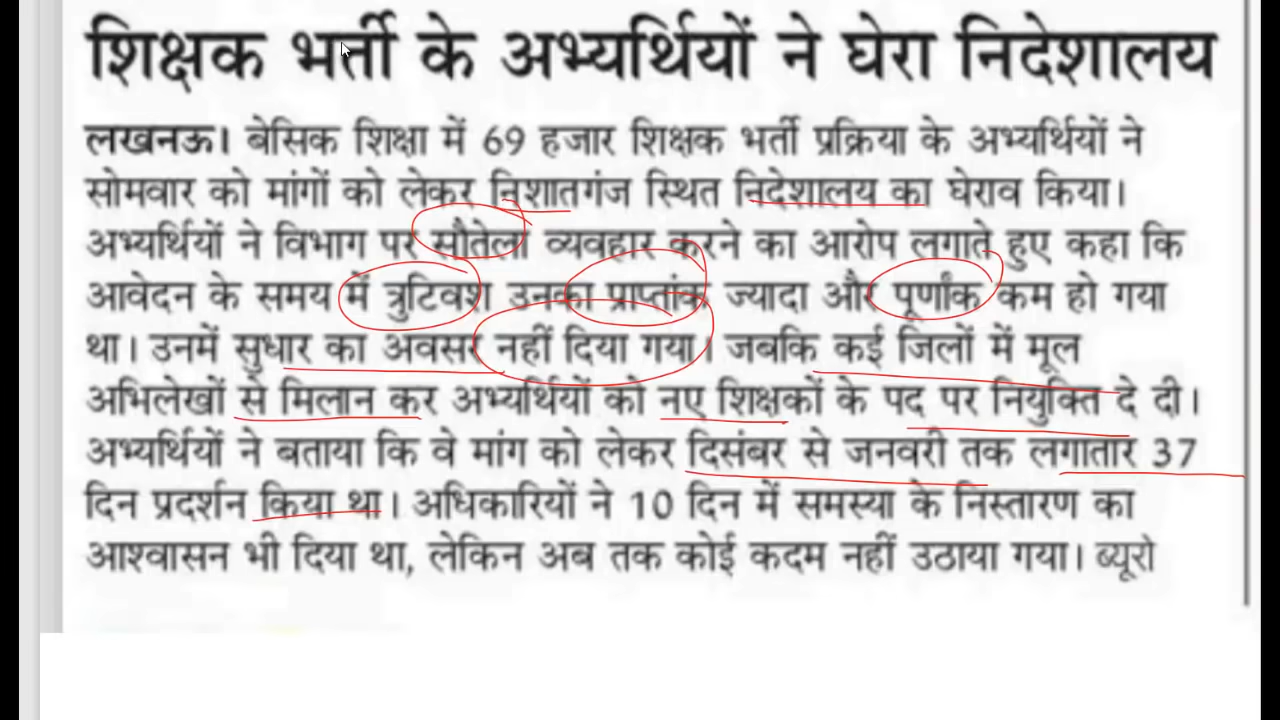 शिक्षक भर्ती के अभ्यर्थियों ने घेरा निदेशालय
लखनऊ। बेसिक शिक्षा में 69 हजार शिक्षक भर्ती प्रक्रिया के अभ्यर्थियों ने
सोमवार को मांगों को लेकर निशातगंज स्थित निदेशालय का घेराव किया।
अभ्यर्थियों ने विभाग पर सौतेला व्यवहार करने का आरोप लगाते हुए कहा कि
आवेदन के समय में त्रुटिवश उनका प्राप्तांक ज्यादा और पूर्णांक कम हो गया
था। उनमें सुधार का अवसर नहीं दिया गया। जबकि कई जिलों में मूल
अभिलेखों से मिलान कर अभ्यर्थियों को नए शिक्षकों के पद पर नियुक्ति दे दी।
अभ्यर्थियों ने बताया कि वे मांग को लेकर दिसंबर से जनवरी तक लगातार 37
दिन प्रदर्शन किया था। अधिकारियों ने 10 दिन में समस्या के निस्तारण का
आश्वासन भी दिया था, लेकिन अब तक कोई कदम नहीं उठाया गया। ब्यूरो